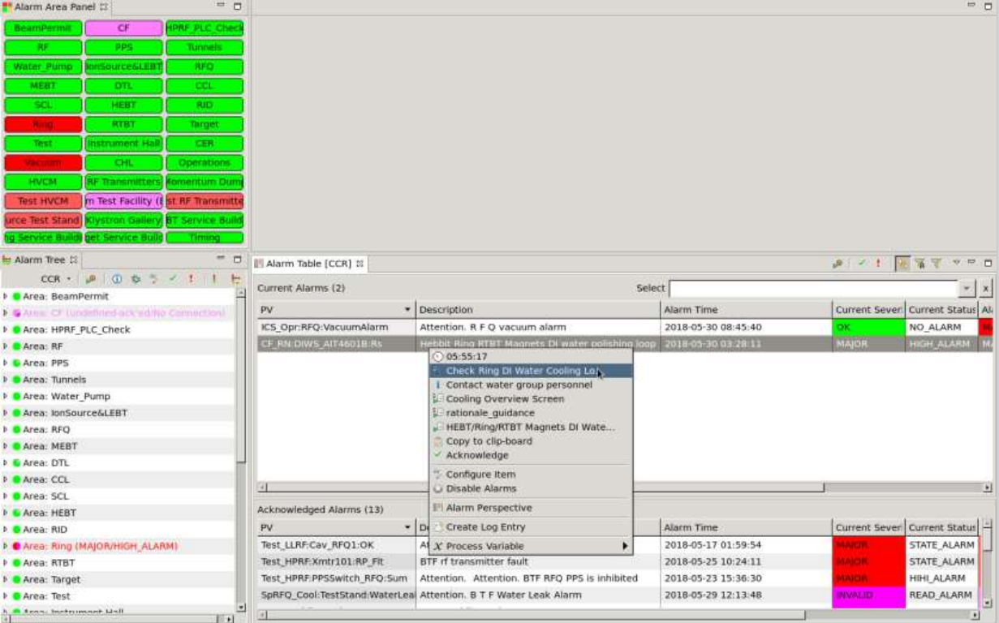 Alarm Area Panel
BeamPermit CF HPRF_PLC_Check
RF PPS Tunnels
Water_Pump IonSource&LEBT RFQ
MEBT DTL CCL
SCL HEBT RID
Ring RTBT Target
Test Instrument Hall CER
Vacuum CHL Operations
HVCM RF Transmitters Momentum Dump
Test HVCM m Test Facility (B st RF Transmitte
urce Test Stand Klystron Gallery BT Service Build
ng Service Buildi get Service Build Timing
Alarm Tree
CCR
Area: BeamPermit
Area: CF (undefined-ack'ed/No Connection)
Area: HPRF_PLC_Check
Area: RF
Area: PPS
Area: Tunnels
Area: Water_Pump
Area: IonSource&LEBT
Area: RFQ
Area: MEBT
Area: DTL
Area: CCL
Area: SCL
Area: HEBT
Area: RID
Area: Ring (MAJOR/HIGH_ALARM)
Area: RTBT
Area: Target
Area: Test
Area: Instrument Hall
Alarm Table [CCR]
Current Alarms (2) Select x
PV Description Alarm Time Current Sever Current Status Al
ICS_Opr:RFQ:VacuumAlarm Attention. R F Q vacuum alarm 2018-05-30 08:45:40 OK NO_ALARM
CF_RN:DIWS_AIT4601B:Rs Hebbit Ring RTBT Magnets DI water polishing loop 2018-05-30 03:28:11 MAJOR HIGH_ALARM M
05:55:17
Check Ring DI Water Cooling Lo...
Contact water group personnel
Cooling Overview Screen
rationale_guidance
HEBT/Ring/RTBT Magnets DI Wate...
Copy to clip-board
Acknowledge
Configure Item
Disable Alarms
Alarm Perspective
Create Log Entry
Process Variable
Acknowledged Alarms (13)
PV De Alarm Time Current Sever Current Status
Test_LLRF:Cav_RFQ1:OK At 2018-05-17 01:59:54 MAJOR STATE_ALARM
Test_HPRF:Xmtr101:RP_Flt BTF rf transmitter fault 2018-05-25 10:24:11 MAJOR STATE_ALARM
Test_HPRF:PPSSwitch_RFQ:Sum Attention. Attention. BTF RFQ PPS is inhibited 2018-05-23 15:36:30 MAJOR HIHI_ALARM
SpRFQ_Cool:TestStand:WaterLea Attention. B T F Water Leak Alarm 2018-05-29 12:13:48 INVALID READ_ALARM